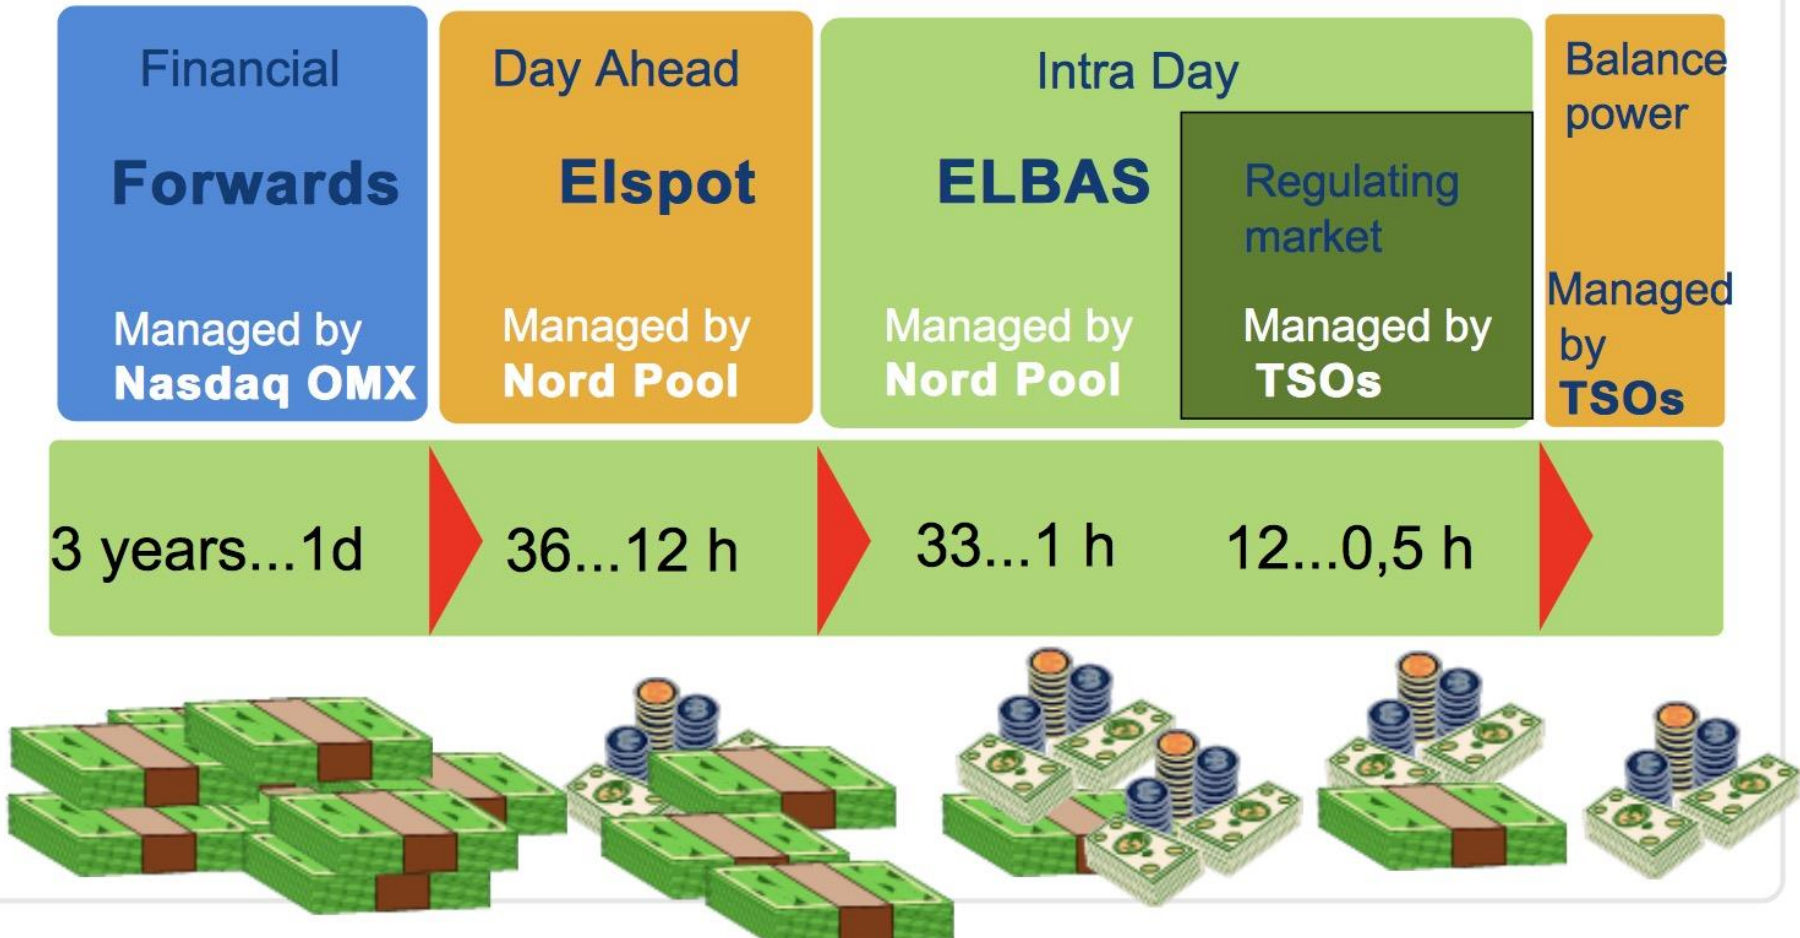 Financial
Forwards
Managed by
Nasdaq OMX
Day Ahead
Elspot
Managed by
Nord Pool
Intra Day
ELBAS
Managed by
Nord Pool
Regulating
market
Managed by
TSOs
Balance
power
Managed
by
TSOs
3 years...1d
36...12 h
33...1 h
12...0,5 h